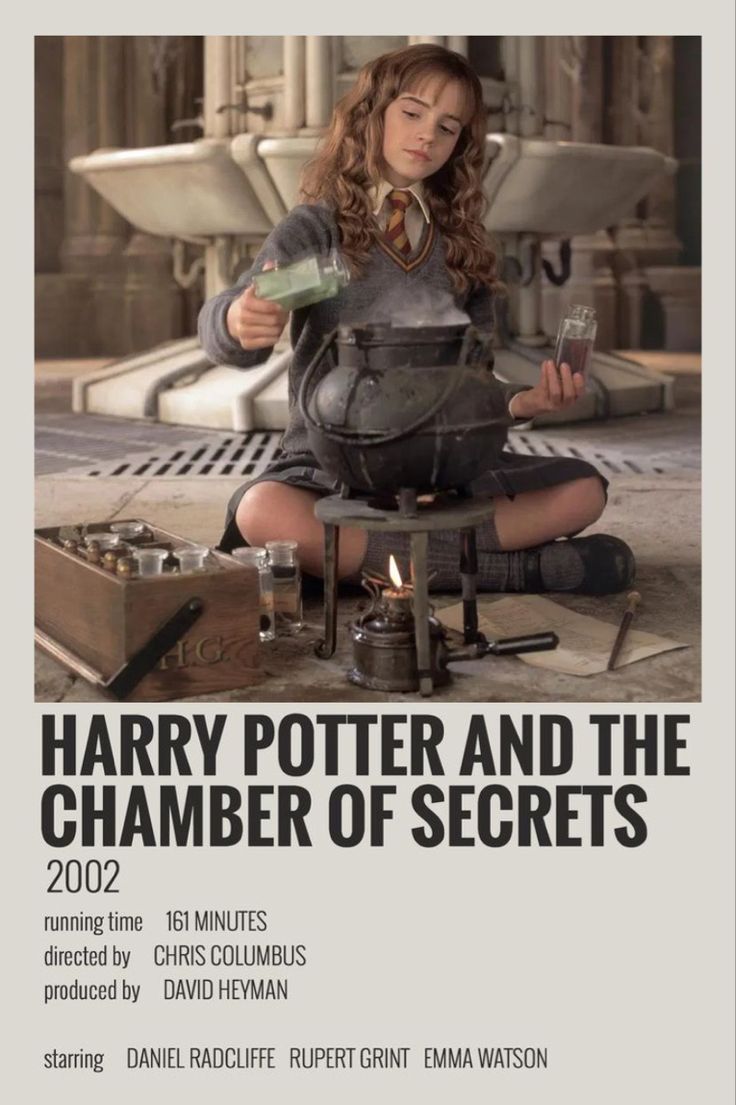 H.G.
HARRY POTTER AND THE
CHAMBER OF SECRETS
2002
running time 161 MINUTES
directed by CHRIS COLUMBUS
produced by DAVID HEYMAN
starring DANIEL RADCLIFFE RUPERT GRINT EMMA WATSON